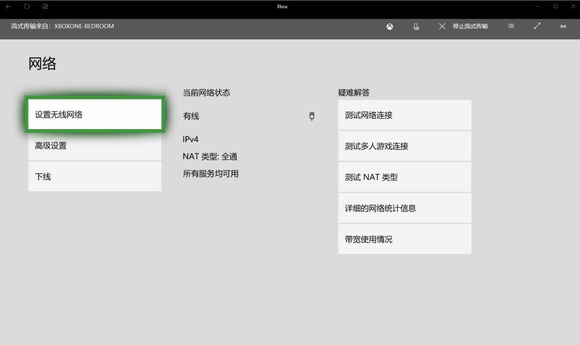 Xbox
流式传输来自: XBOXONE-BEDROOM
停止流式传输
网络
设置无线网络
高级设置
下线
当前网络状态
有线
IPv4
NAT 类型: 全通
所有服务均可用
疑难解答
测试网络连接
测试多人游戏连接
测试 NAT 类型
详细的网络统计信息
带宽使用情况